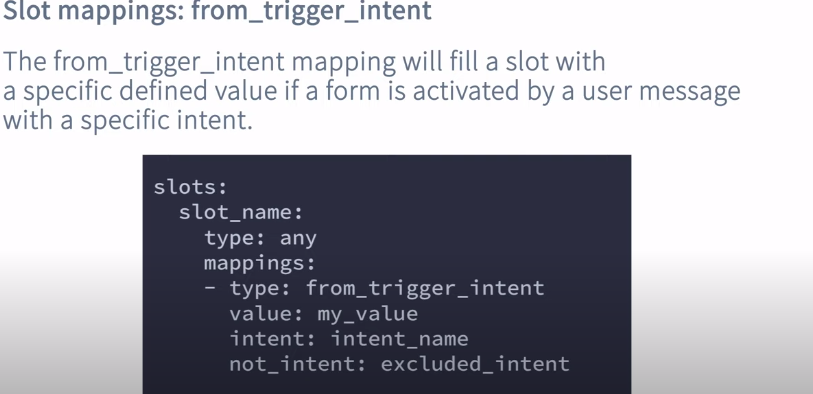 Slot mappings: from_trigger_intent
The from_trigger_intent mapping will fill a slot with
a specific defined value if a form is activated by a user message
with a specific intent.
slots:
  slot_name:
    type: any
    mappings:
    - type: from_trigger_intent
      value: my_value
      intent: intent_name
      not_intent: excluded_intent